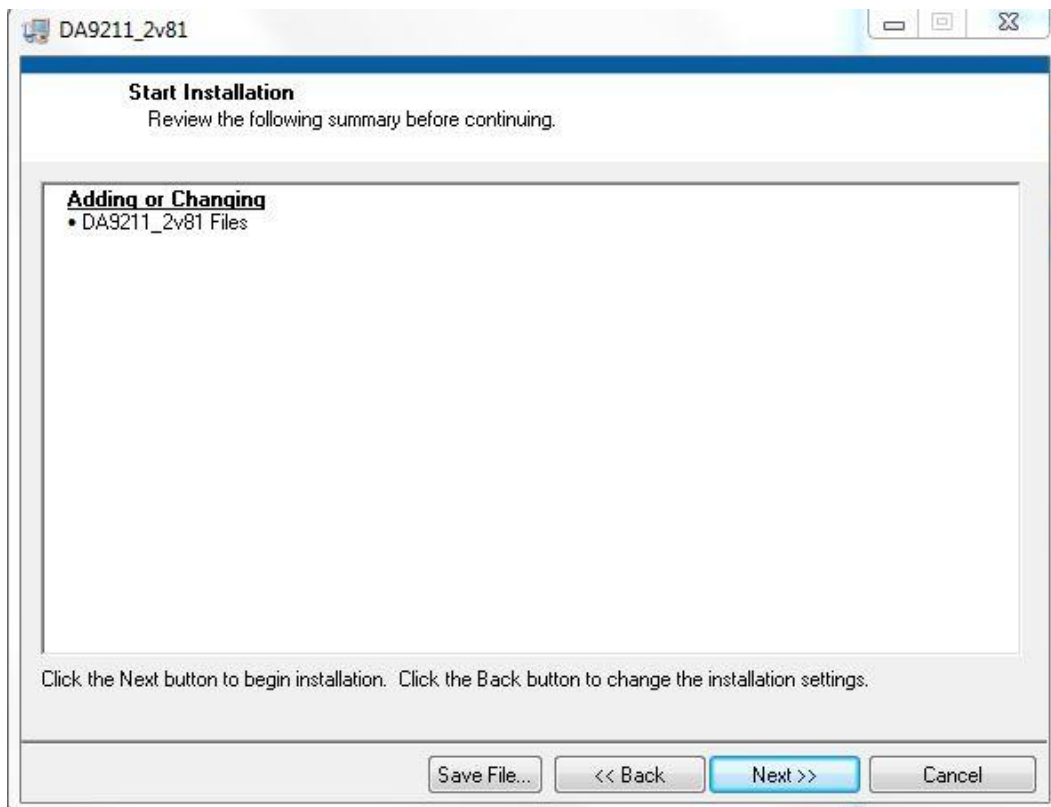 DA9211_2v81
Start Installation
Review the following summary before continuing.
Adding or Changing
• DA9211_2v81 Files
Click the Next button to begin installation.  Click the Back button to change the installation settings.
Save File... << Back Next >> Cancel